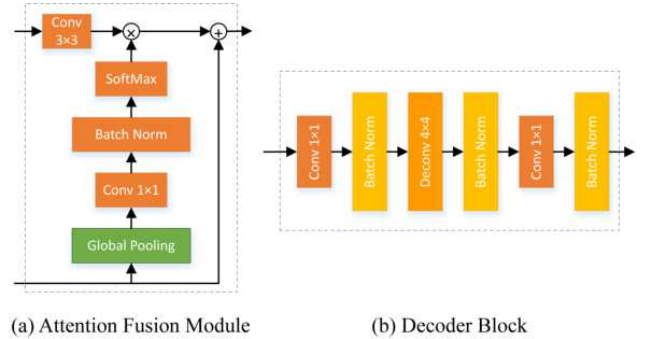 Conv
3×3
×
+
SoftMax
Batch Norm
Conv 1×1
Global Pooling
Conv 1×1
Batch Norm
Deconv 4×4
Batch Norm
Conv 1×1
Batch Norm
(a) Attention Fusion Module
(b) Decoder Block